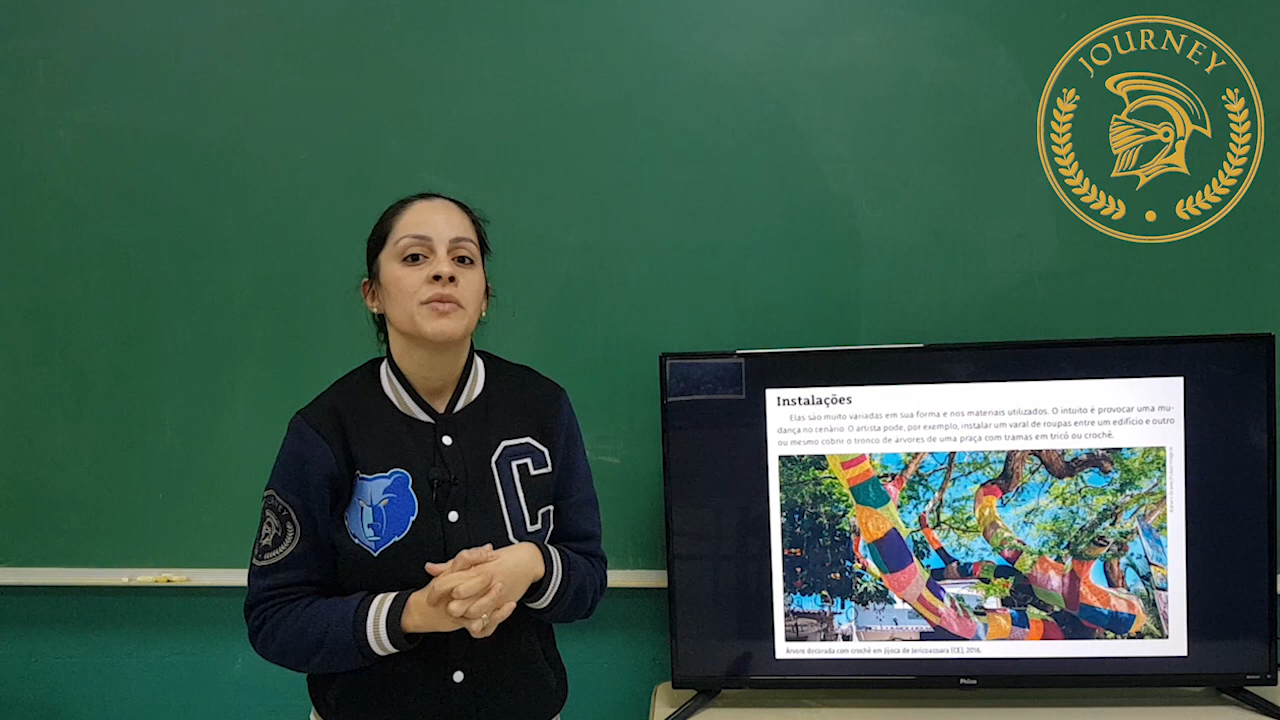 JOURNEY
Instalações
Elas são muito variadas em sua forma e nos materiais utilizados. O intuito é provocar uma mu-
dança no cenário. O artista pode, por exemplo, instalar um varal de roupas entre um edifício e outro
ou mesmo cobrir o tronco de árvores de uma praça com tramas em tricô ou crochê.
C
Árvore decorada com crochê em Jijoca de Jericoacoara (CE), 2016.
Philco